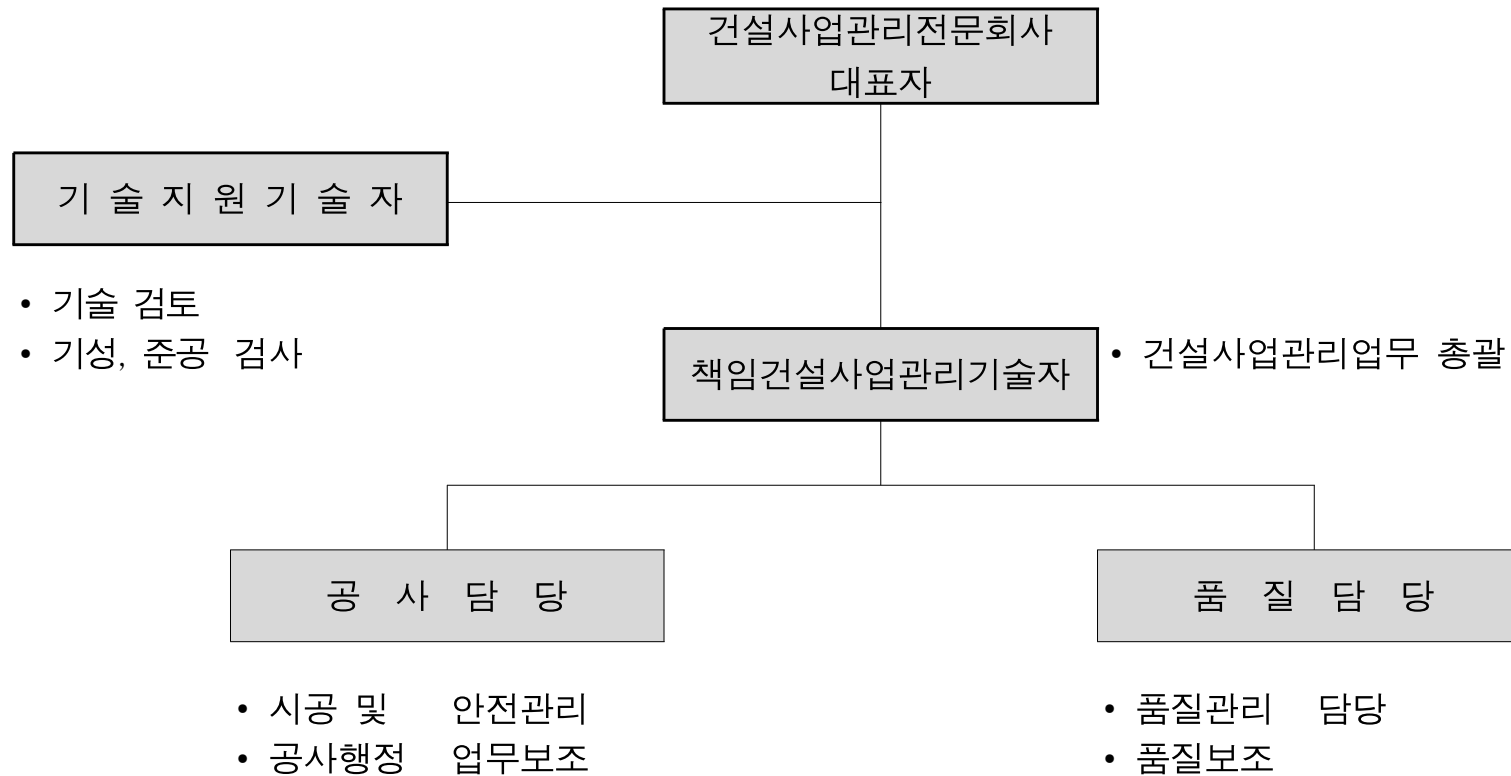 건설사업관리전문회사
대표자
기 술 지 원 기 술 자
• 기술 검토
• 기성, 준공 검사
책임건설사업관리기술자
• 건설사업관리업무 총괄
공 사 담 당
• 시공 및 안전관리
• 공사행정 업무보조
품 질 담 당
• 품질관리 담당
• 품질보조